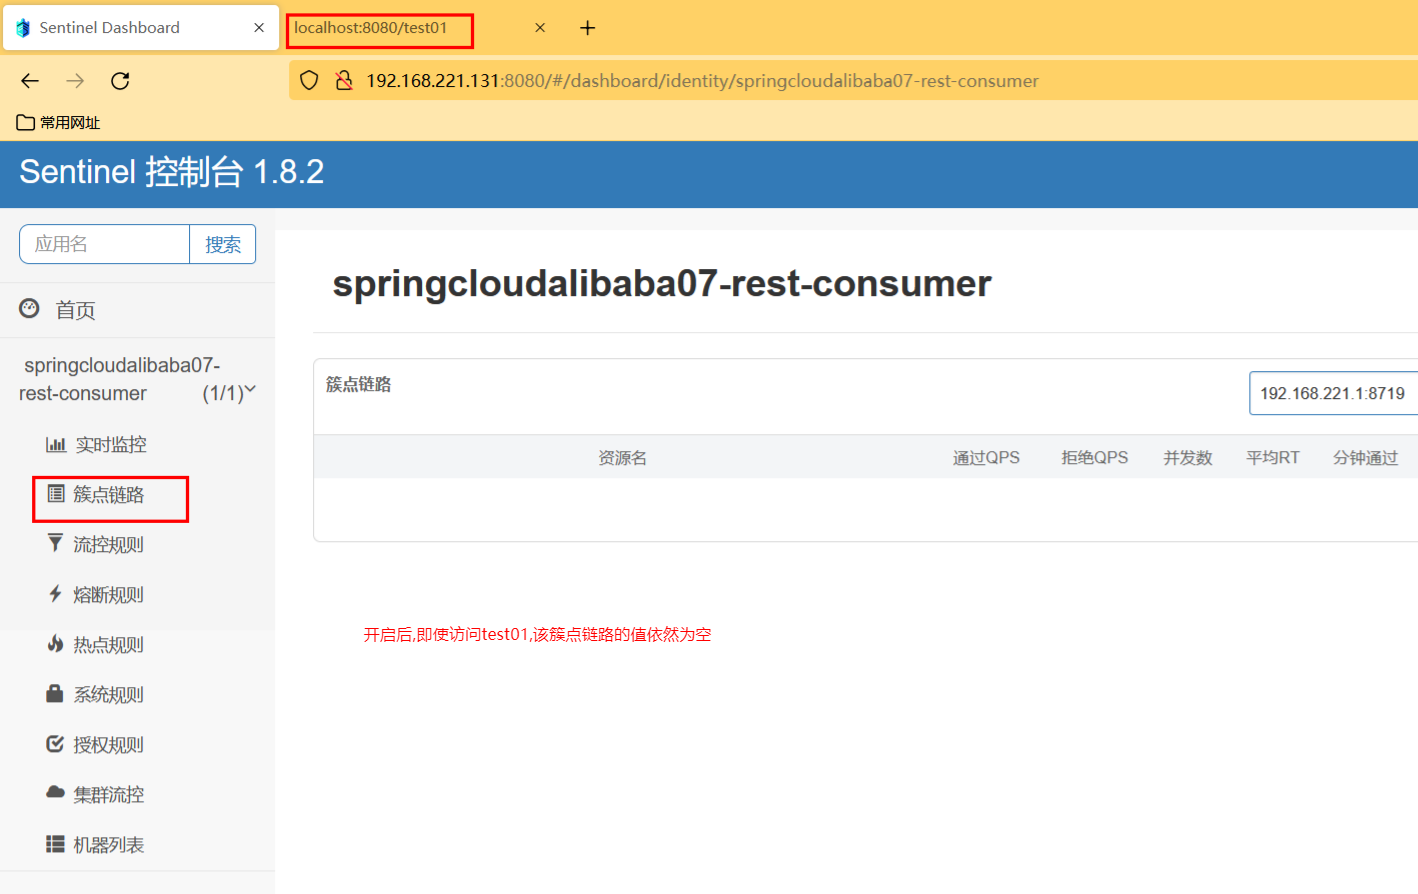 Sentinel Dashboard
localhost:8080/test01
192.168.221.131:8080/#/dashboard/identity/springcloudalibaba07-rest-consumer
常用网址
Sentinel 控制台 1.8.2
应用名 搜索
springcloudalibaba07-rest-consumer
首页
springcloudalibaba07-
rest-consumer (1/1)
簇点链路
192.168.221.1:8719
实时监控
资源名 通过QPS 拒绝QPS 并发数 平均RT 分钟通过
簇点链路
流控规则
熔断规则
开启后,即使访问test01,该簇点链路的值依然为空
热点规则
系统规则
授权规则
集群流控
机器列表